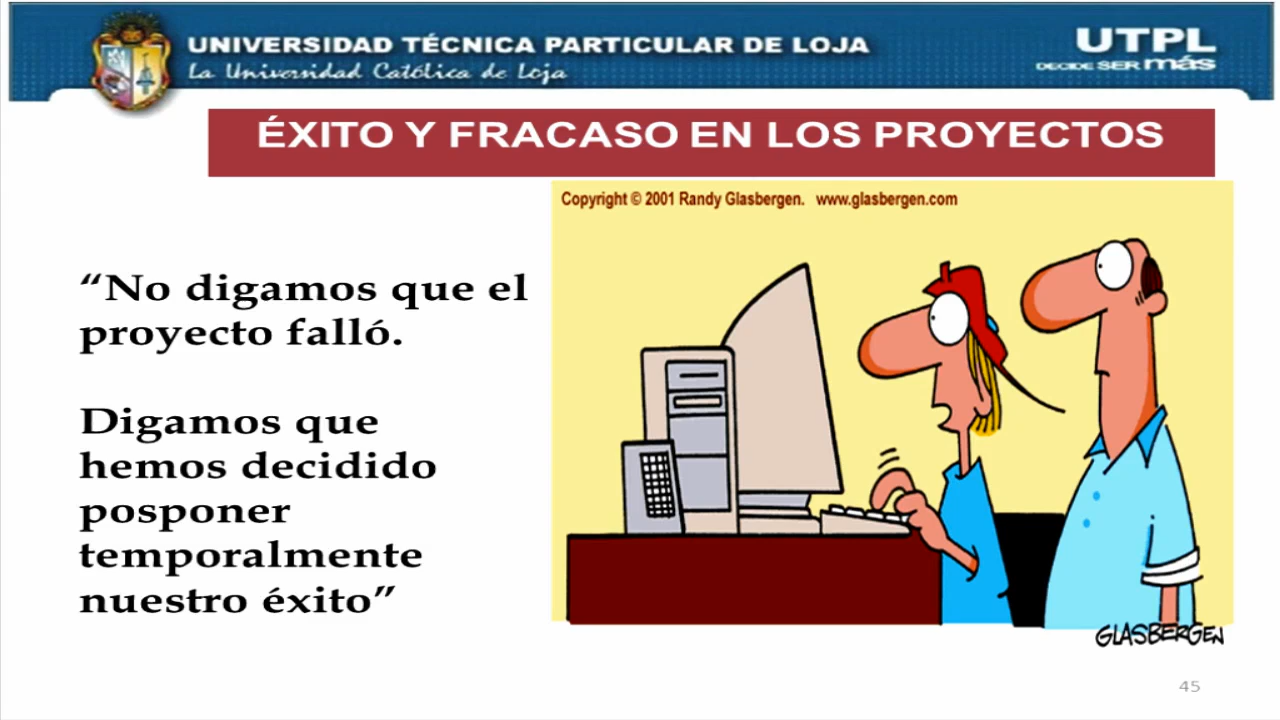 UNIVERSIDAD TÉCNICA PARTICULAR DE LOJA
La Universidad Católica de Loja
UTPL
DECIDE SER más
ÉXITO Y FRACASO EN LOS PROYECTOS
Copyright © 2001 Randy Glasbergen. www.glasbergen.com
“No digamos que el
proyecto falló.
Digamos que
hemos decidido
posponer
temporalmente
nuestro éxito”
GLASBERGEN
45